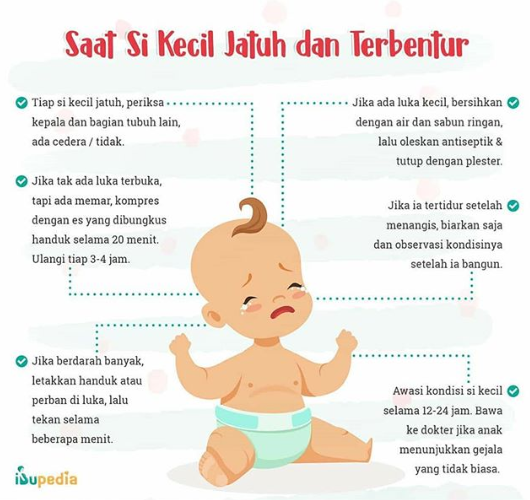 Saat Si Kecil Jatuh dan Terbentur
Tiap si kecil jatuh, periksa
kepala dan bagian tubuh lain,
ada cedera / tidak.
Jika tak ada luka terbuka,
tapi ada memar, kompres
dengan es yang dibungkus
handuk selama 20 menit.
Ulangi tiap 3-4 jam.
Jika berdarah banyak,
letakkan handuk atau
perban di luka, lalu
tekan selama
beberapa menit.
Jika ada luka kecil, bersihkan
dengan air dan sabun ringan,
lalu oleskan antiseptik &
tutup dengan plester.
Jika ia tertidur setelah
menangis, biarkan saja
dan observasi kondisinya
setelah ia bangun.
Awasi kondisi si kecil
selama 12-24 jam. Bawa
ke dokter jika anak
menunjukkan gejala
yang tidak biasa.
ibupedia